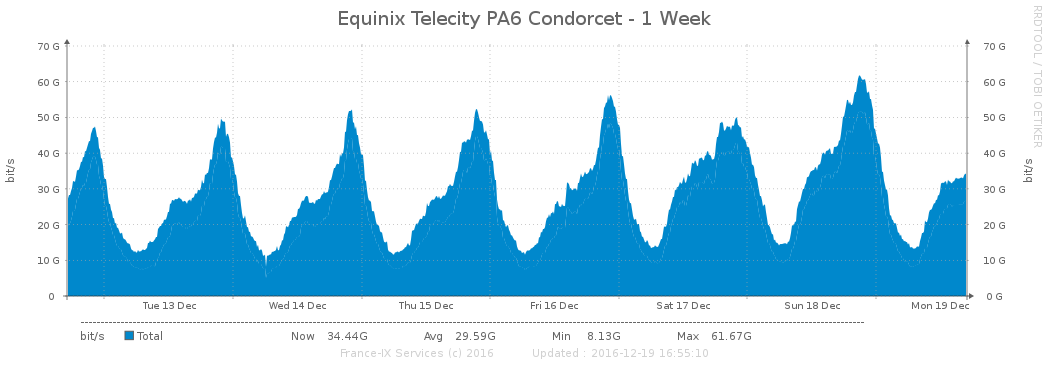 Equinix Telecity PA6 Condorcet - 1 Week
RRDTOOL / TOBI OETIKER
bit/s
70 G
60 G
50 G
40 G
30 G
20 G
10 G
0
70 G
60 G
50 G
40 G
30 G
20 G
10 G
0 G
bit/s
Tue 13 Dec Wed 14 Dec Thu 15 Dec Fri 16 Dec Sat 17 Dec Sun 18 Dec Mon 19 Dec
bit/s Total Now 34.44G Avg 29.59G Min 8.13G Max 61.67G
France-IX Services (c) 2016 Updated : 2016-12-19 16:55:10